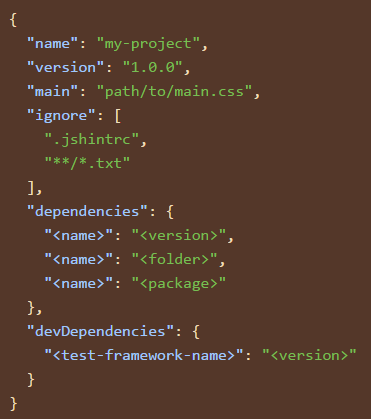 {
  "name": "my-project",
  "version": "1.0.0",
  "main": "path/to/main.css",
  "ignore": [
    ".jshintrc",
    "**/*.txt"
  ],
  "dependencies": {
    "<name>": "<version>",
    "<name>": "<folder>",
    "<name>": "<package>"
  },
  "devDependencies": {
    "<test-framework-name>": "<version>"
  }
}